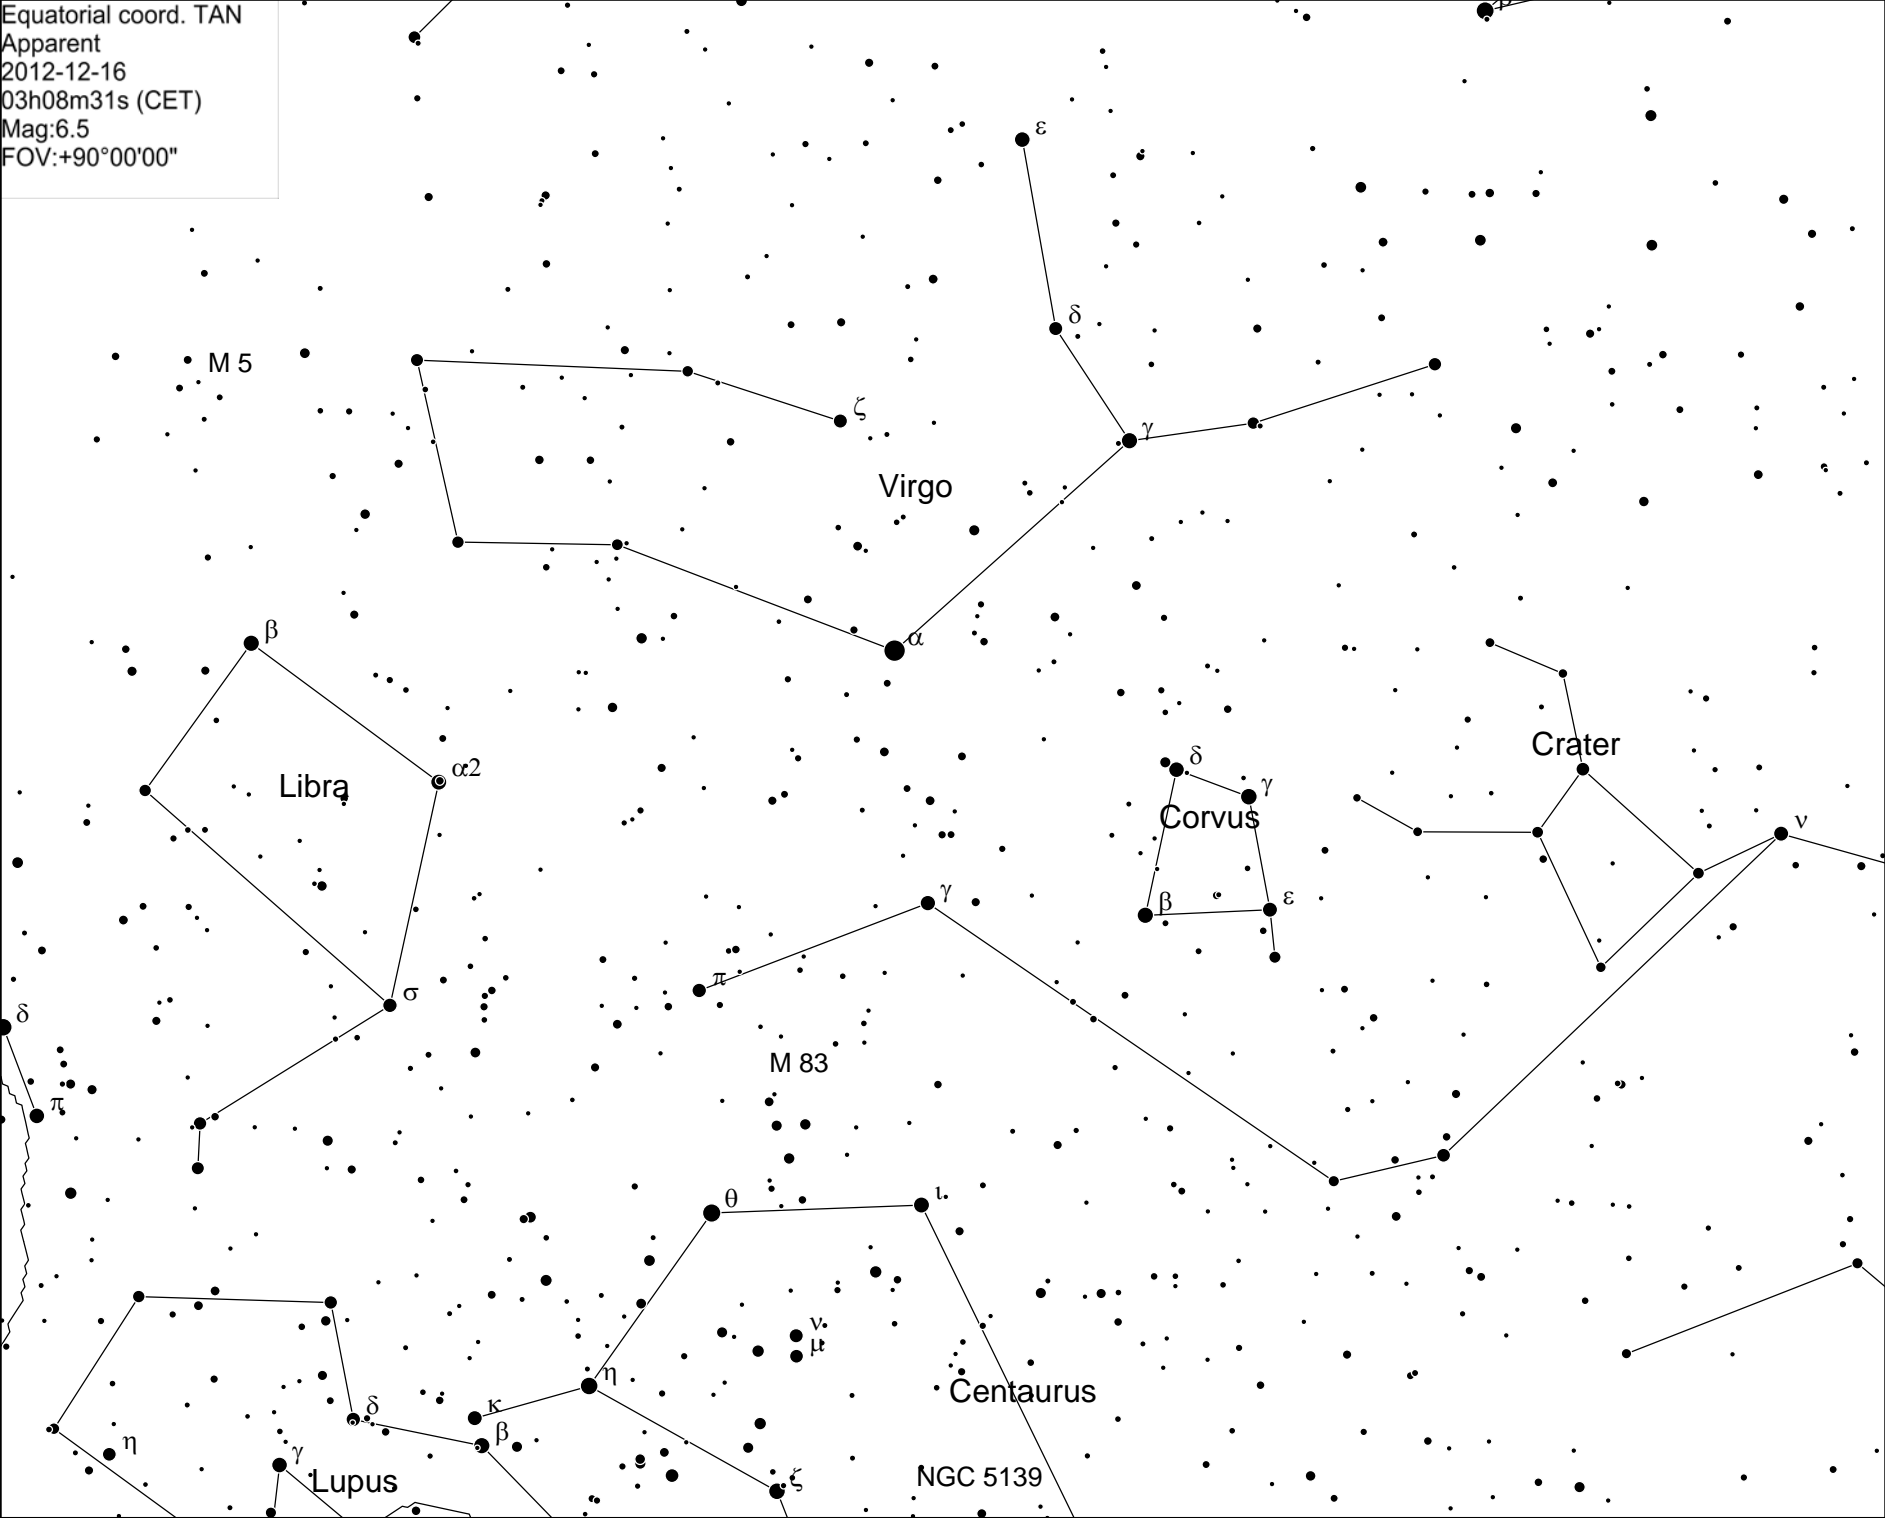 Equatorial coord. TAN
Apparent
2012-12-16
03h08m31s (CET)
Mag:6.5
FOV:+90°00'00"
ε
δ
M 5
ζ
γ
Virgo
β
α
Crater
δ
α2
Libra
γ
Corvus
ν
γ
β
ε
π
σ
δ
M 83
π
θ
ι
ν
μ
η
Centaurus
κ
δ
β
η
γ
NGC 5139
Lupus
ζ